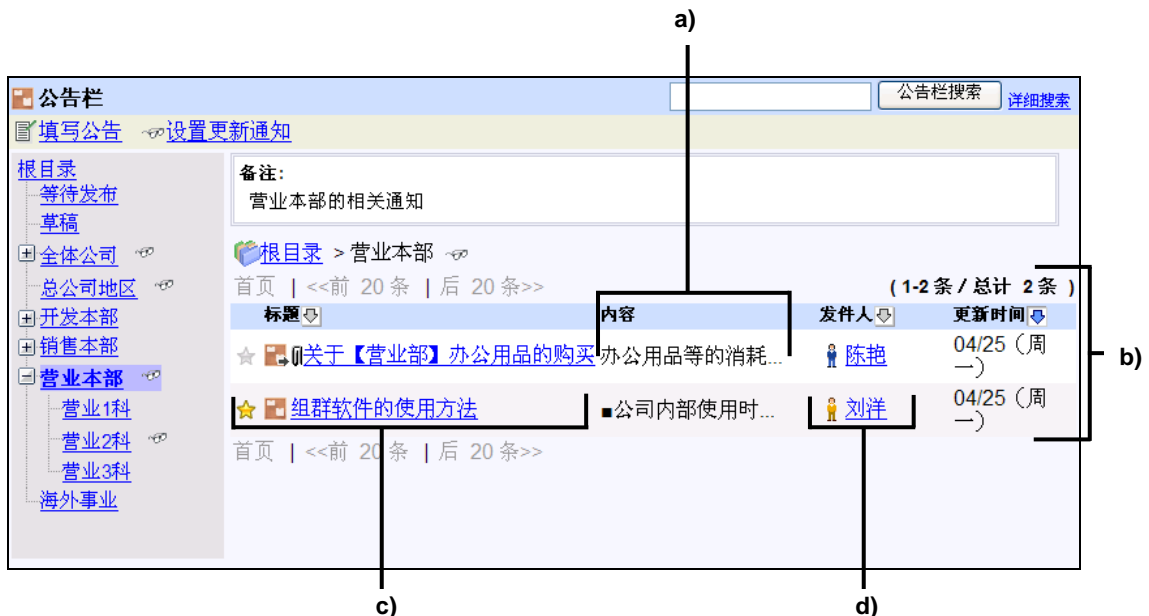 a)
公告栏 公告栏搜索 详细搜索
填写公告 设置更新通知
根目录
等待发布
草稿
全体公司
总公司地区
开发本部
销售本部
营业本部
营业1科
营业2科
营业3科
海外事业
备注:
营业本部的相关通知
根目录 > 营业本部
首页 | <<前 20 条 | 后 20 条>> ( 1-2 条 / 总计 2 条 )
标题 内容 发件人 更新时间
关于【营业部】办公用品的购买 办公用品等的消耗... 陈艳 04/25（周
一）
组群软件的使用方法 ■公司内部使用时... 刘洋 04/25（周
一）
首页 | <<前 20 条 | 后 20 条>>
b)
c) d)